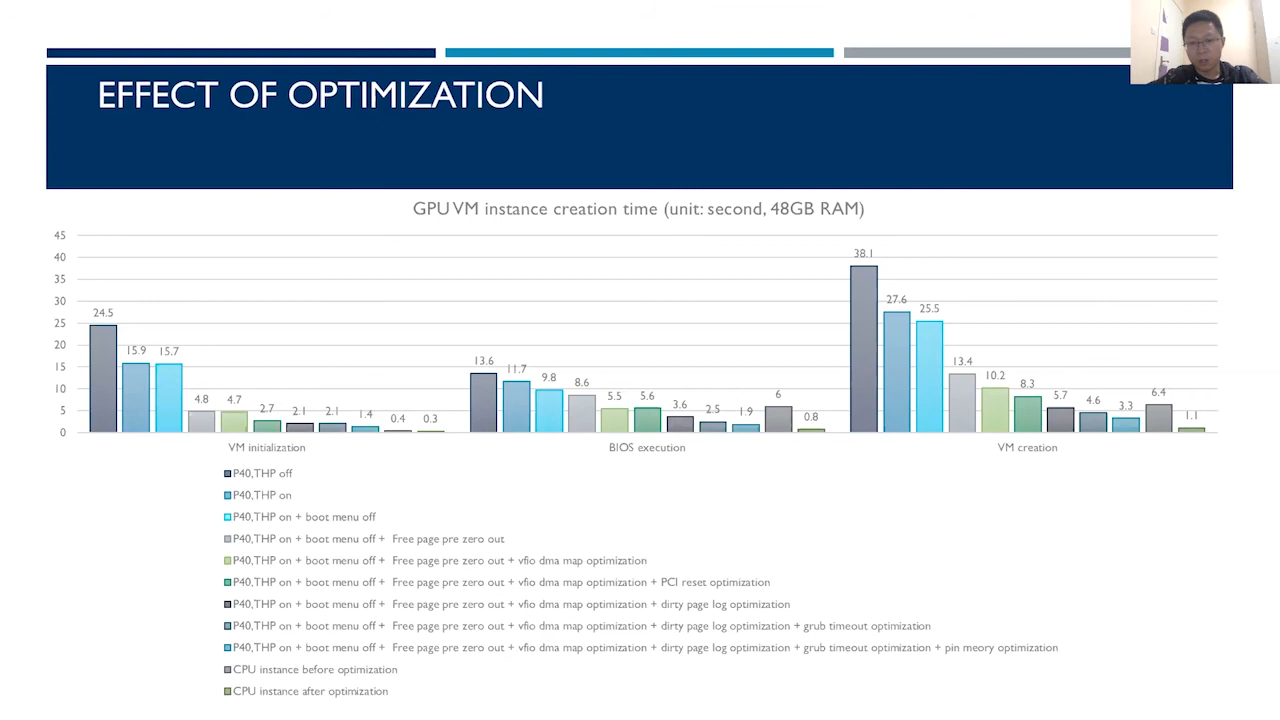 EFFECT OF OPTIMIZATION
GPU VM instance creation time (unit: second, 48GB RAM)
45
40
35
30
25
20
15
10
5
0
24.5
15.9
15.7
4.8
4.7
2.7
2.1
2.1
1.4
0.4
0.3
13.6
11.7
9.8
8.6
5.5
5.6
3.6
2.5
1.9
6
0.8
38.1
27.6
25.5
13.4
10.2
8.3
5.7
4.6
3.3
6.4
1.1
VM initialization
BIOS execution
VM creation
P40,THP off
P40,THP on
P40,THP on + boot menu off
P40,THP on + boot menu off + Free page pre zero out
P40,THP on + boot menu off + Free page pre zero out + vfio dma map optimization
P40,THP on + boot menu off + Free page pre zero out + vfio dma map optimization + PCI reset optimization
P40,THP on + boot menu off + Free page pre zero out + vfio dma map optimization + dirty page log optimization
P40,THP on + boot menu off + Free page pre zero out + vfio dma map optimization + dirty page log optimization + grub timeout optimization
P40,THP on + boot menu off + Free page pre zero out + vfio dma map optimization + dirty page log optimization + grub timeout optimization + pin meory optimization
CPU instance before optimization
CPU instance after optimization